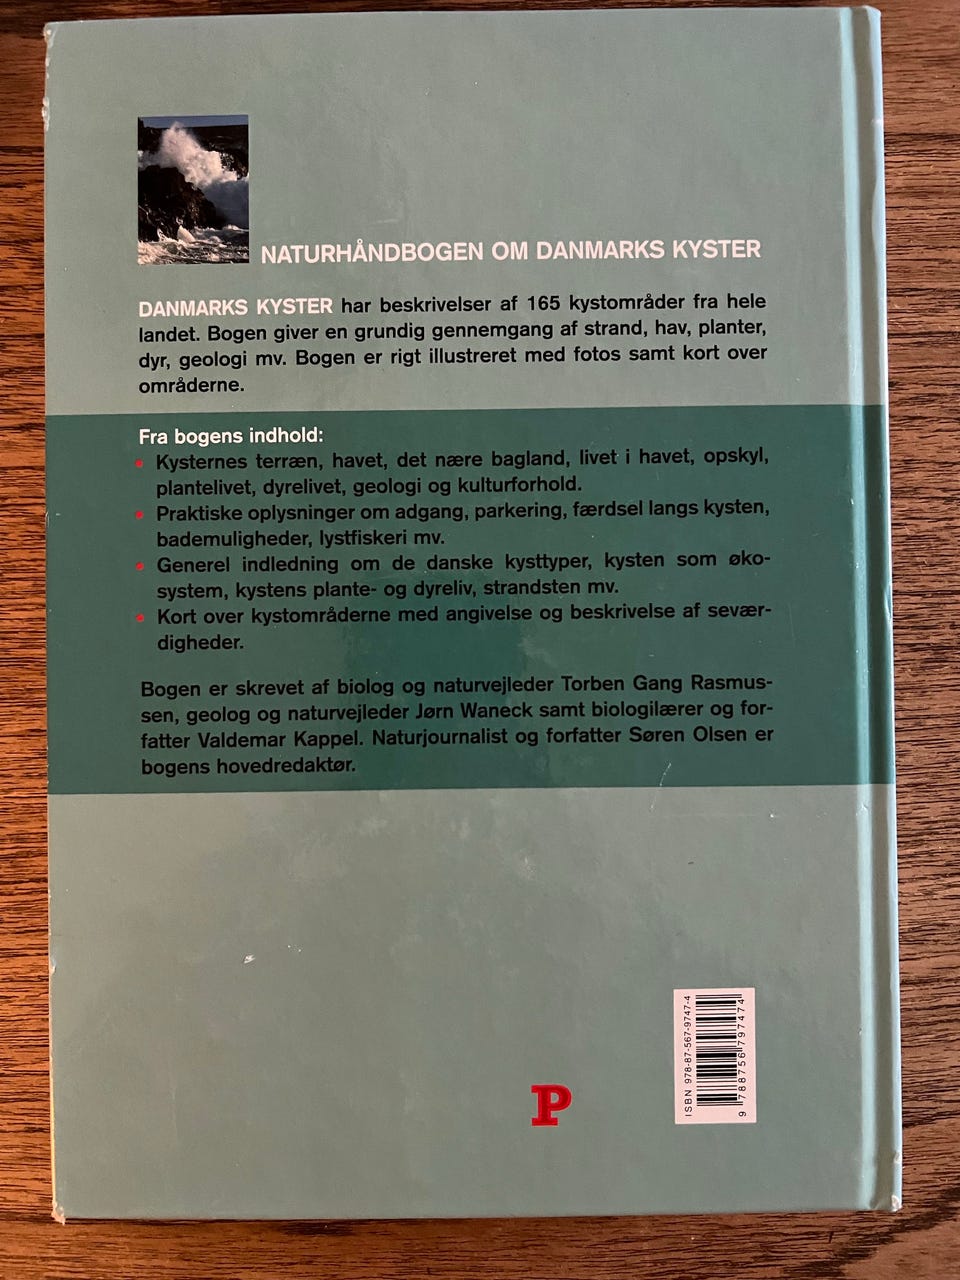 NATURHÅNDBOGEN OM DANMARKS KYSTER
DANMARKS KYSTER har beskrivelser af 165 kystområder fra hele
landet. Bogen giver en grundig gennemgang af strand, hav, planter,
dyr, geologi mv. Bogen er rigt illustreret med fotos samt kort over
områderne.
Fra bogens indhold:
• Kysternes terræn, havet, det nære bagland, livet i havet, opskyl,
plantelivet, dyrelivet, geologi og kulturforhold.
• Praktiske oplysninger om adgang, parkering, færdsel langs kysten,
bademuligheder, lystfiskeri mv.
• Generel indledning om de danske kysttyper, kysten som øko-
system, kystens plante- og dyreliv, strandsten mv.
• Kort over kystområderne med angivelse og beskrivelse af sevær-
digheder.
Bogen er skrevet af biolog og naturvejleder Torben Gang Rasmus-
sen, geolog og naturvejleder Jørn Waneck samt biologilærer og for-
fatter Valdemar Kappel. Naturjournalist og forfatter Søren Olsen er
bogens hovedredaktør.
P
ISBN 978-87-567-9747-4
9 788756 797474